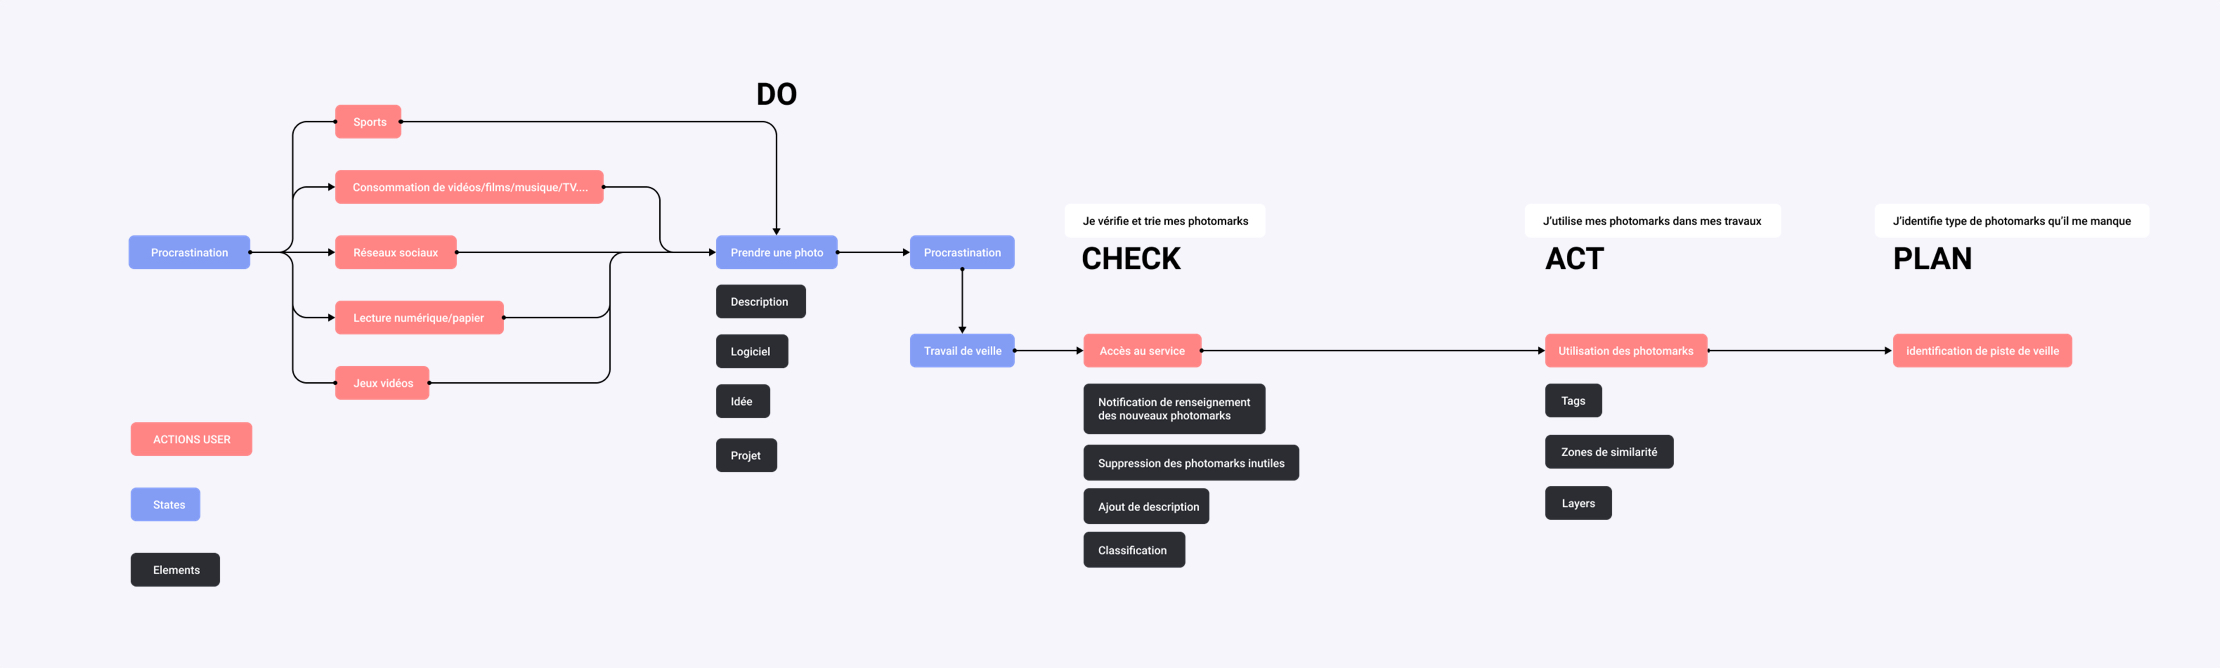 DO
Sports
Consommation de vidéos/films/musique/TV....
Procrastination
Réseaux sociaux
Lecture numérique/papier
Jeux vidéos
ACTIONS USER
States
Elements
Prendre une photo
Description
Logiciel
Idée
Projet
Procrastination
Travail de veille
Je vérifie et trie mes photomarks
CHECK
Accès au service
Notification de renseignement
des nouveaux photomarks
Suppression des photomarks inutiles
Ajout de description
Classification
J'utilise mes photomarks dans mes travaux
ACT
Utilisation des photomarks
Tags
Zones de similarité
Layers
J'identifie type de photomarks qu'il me manque
PLAN
identification de piste de veille